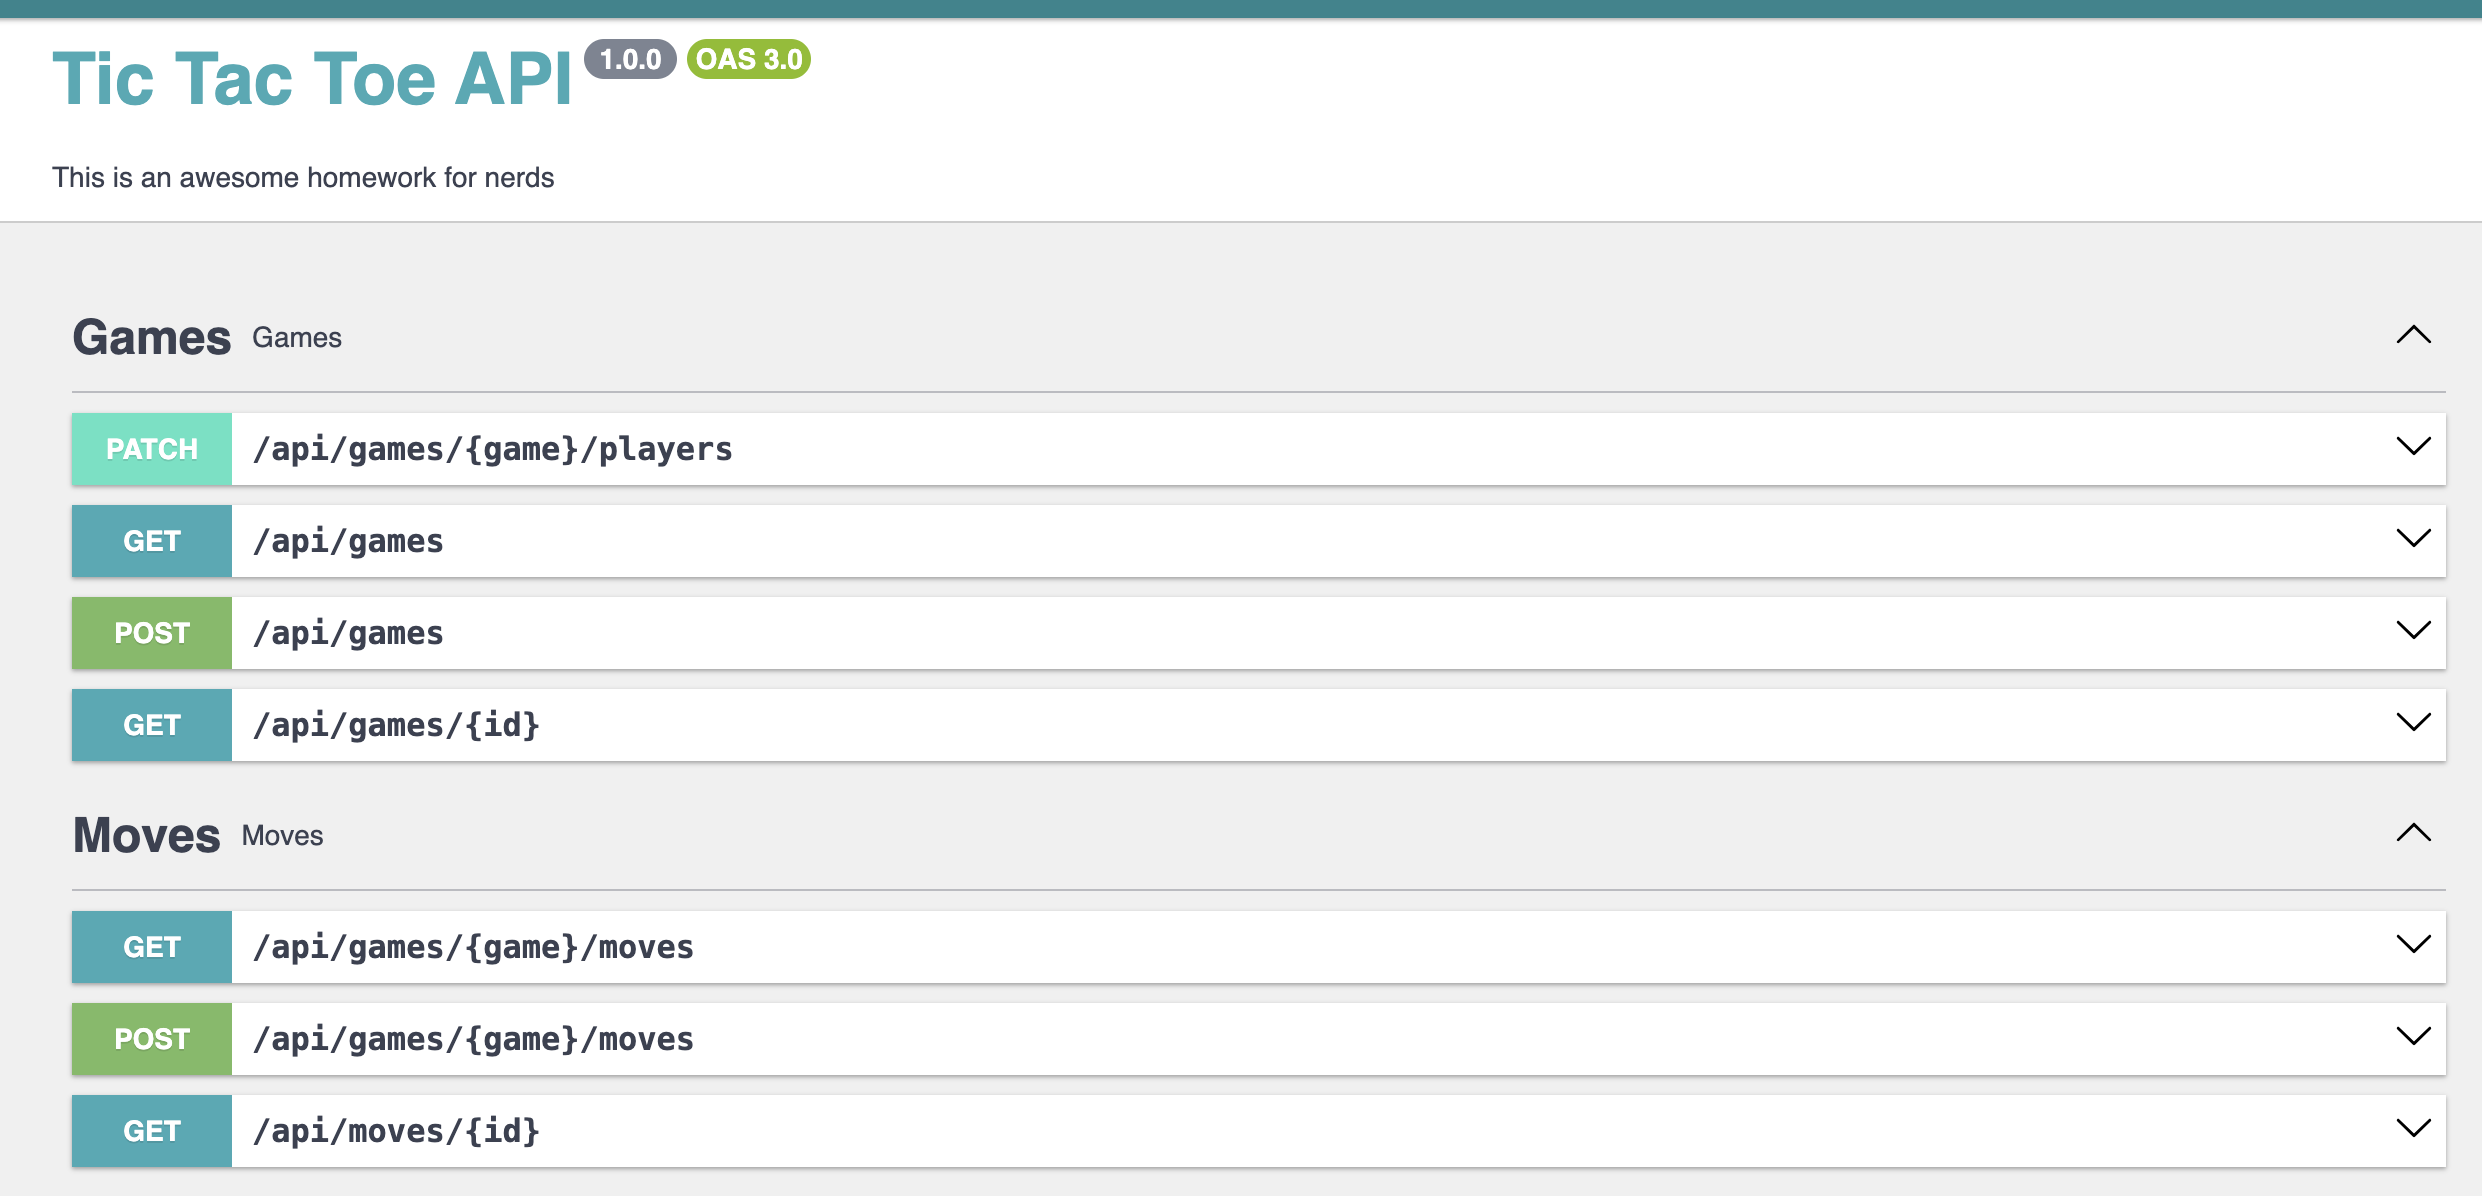 Tic Tac Toe API 1.0.0 OAS 3.0
This is an awesome homework for nerds
Games Games
PATCH /api/games/{game}/players
GET /api/games
POST /api/games
GET /api/games/{id}
Moves Moves
GET /api/games/{game}/moves
POST /api/games/{game}/moves
GET /api/moves/{id}